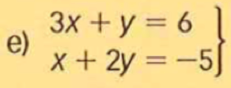 e) 3x + y = 6
x + 2y = -5